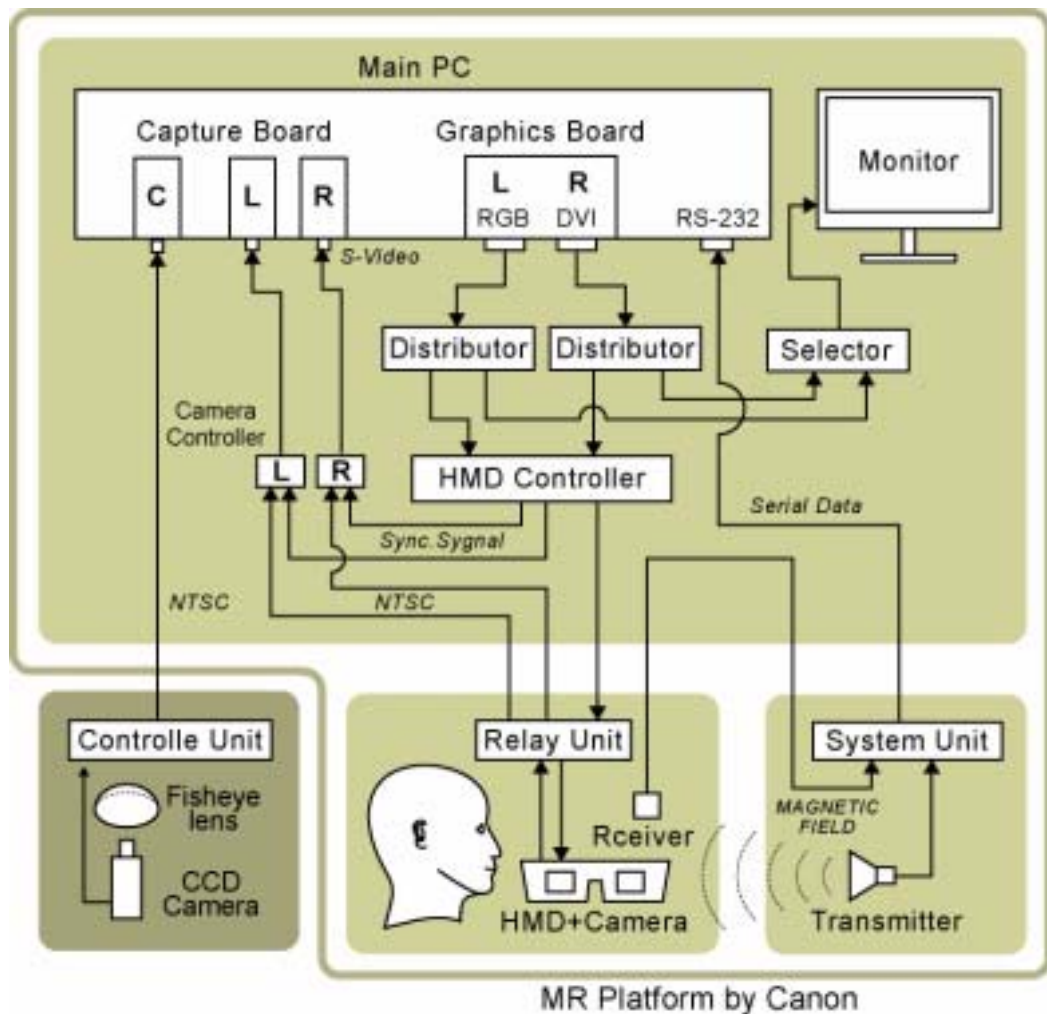 Main PC
Capture Board
Graphics Board
C
L
R
L
R
RGB
DVI
RS-232
Monitor
S-Video
Distributor
Distributor
Selector
Camera
Controller
L
R
HMD Controller
Serial Data
Sync.Sygnal
NTSC
NTSC
Controlle Unit
Relay Unit
System Unit
Fisheye
lens
CCD
Camera
Rceiver
MAGNETIC
FIELD
HMD+Camera
Transmitter
MR Platform by Canon